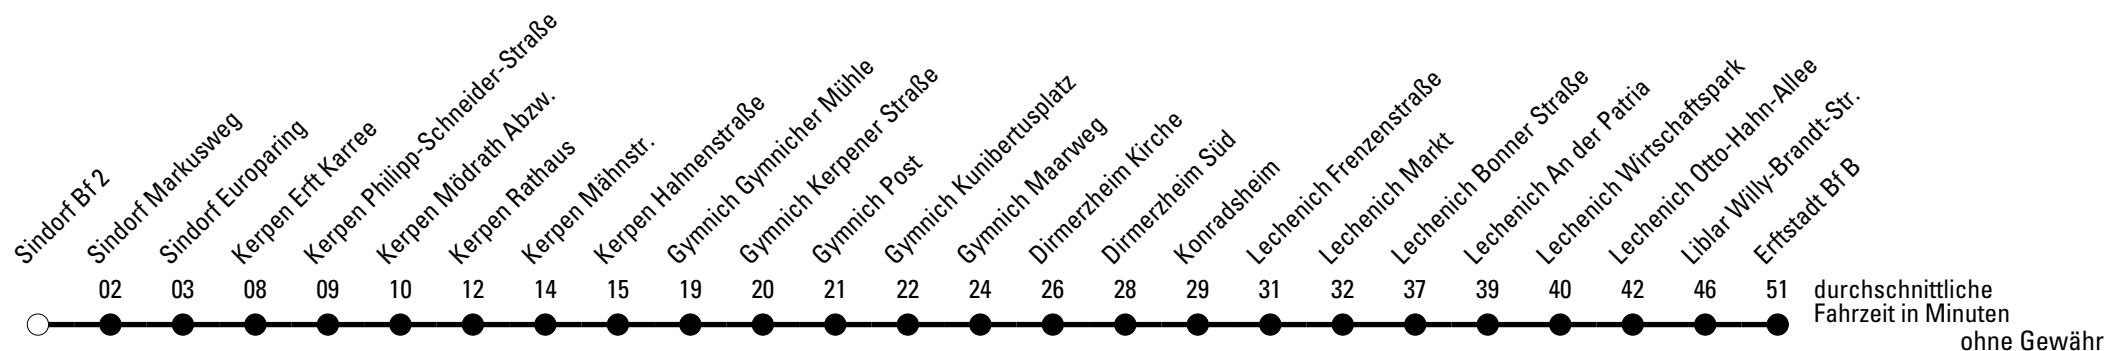 Sindorf Bf 2
Sindorf Markusweg
Sindorf Europaring
Kerpen Erft Karree
Kerpen Philipp-Schneider-Straße
Kerpen Mödrath Abzw.
Kerpen Rathaus
Kerpen Mähnstr.
Kerpen Hahnenstraße
Gymnich Gymnicher Mühle
Gymnich Kerpener Straße
Gymnich Post
Gymnich Kunibertusplatz
Gymnich Maarweg
Dirmerzheim Kirche
Dirmerzheim Süd
Konradsheim
Lechenich Frenzenstraße
Lechenich Markt
Lechenich Bonner Straße
Lechenich An der Patria
Lechenich Wirtschaftspark
Lechenich Otto-Hahn-Allee
Liblar Willy-Brandt-Str.
Erftstadt Bf B
02 03 08 09 10 12 14 15 19 20 21 22 24 26 28 29 31 32 37 39 40 42 46 51
durchschnittliche
Fahrzeit in Minuten
ohne Gewähr